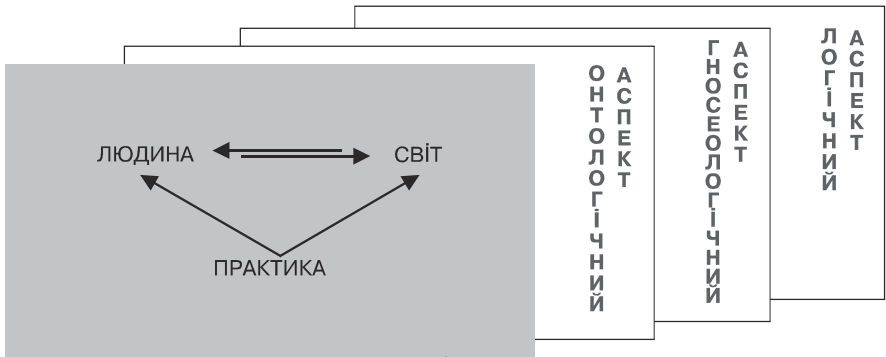 ЛЮДИНА
СВІТ
ПРАКТИКА
ОНТОЛОГІЧНИЙ
АСПЕКТ
ГНОСЕОЛОГІЧНИЙ
АСПЕКТ
ЛОГІЧНИЙ
АСПЕКТ